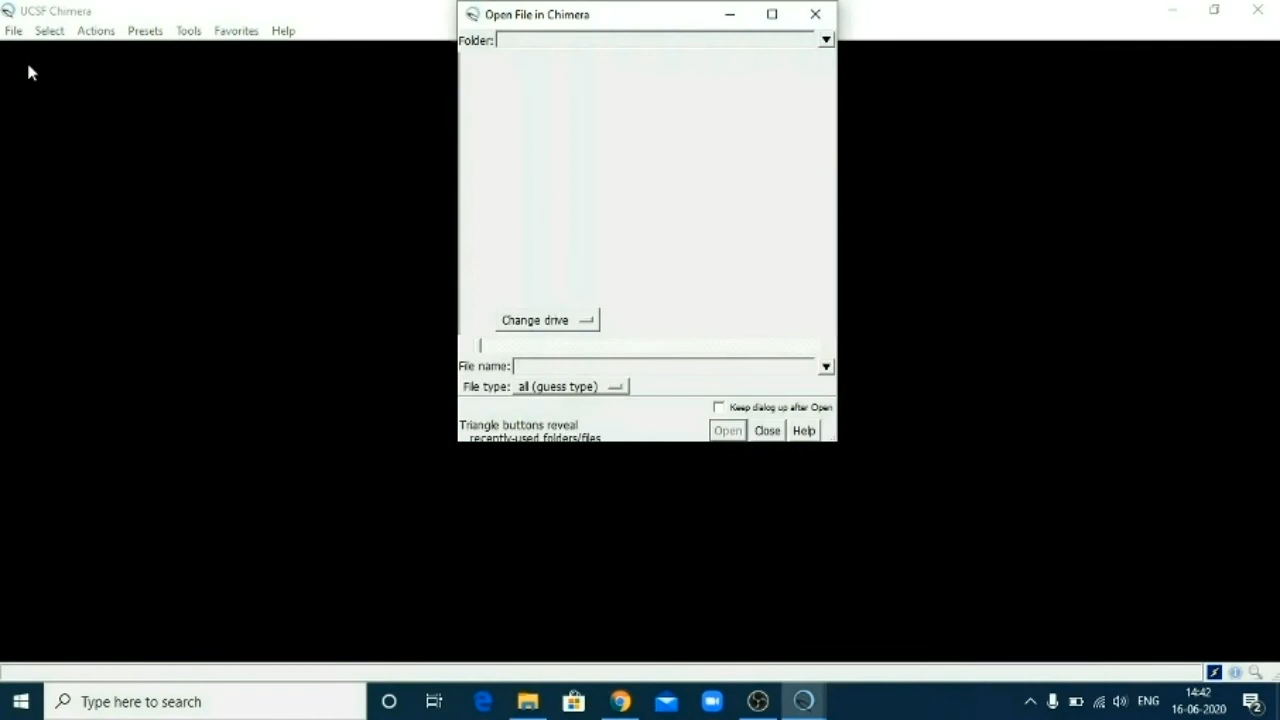 UCSF Chimera
File Select Actions Presets Tools Favorites Help
Open File in Chimera
Folder:
Change drive
File name:
File type: all (guess type)
Keep dialog up after Open
Triangle buttons reveal
recently-used folders/files
Open Close Help
Type here to search
ENG
14:42
16-06-2020
2